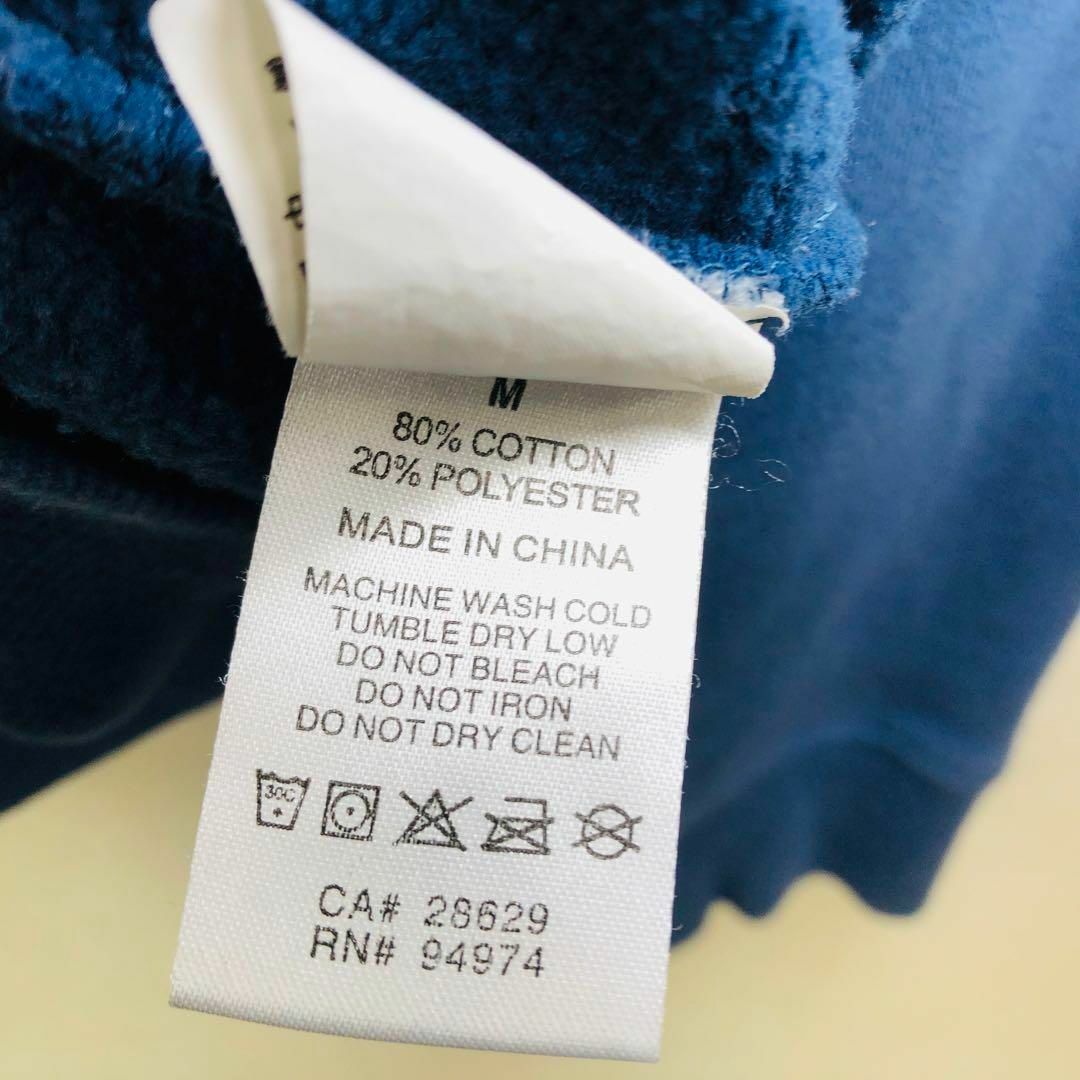 M
80% COTTON
20% POLYESTER
MADE IN CHINA
MACHINE WASH COLD
TUMBLE DRY LOW
DO NOT BLEACH
DO NOT IRON
DO NOT DRY CLEAN
30C
CA# 28629
RN# 94974